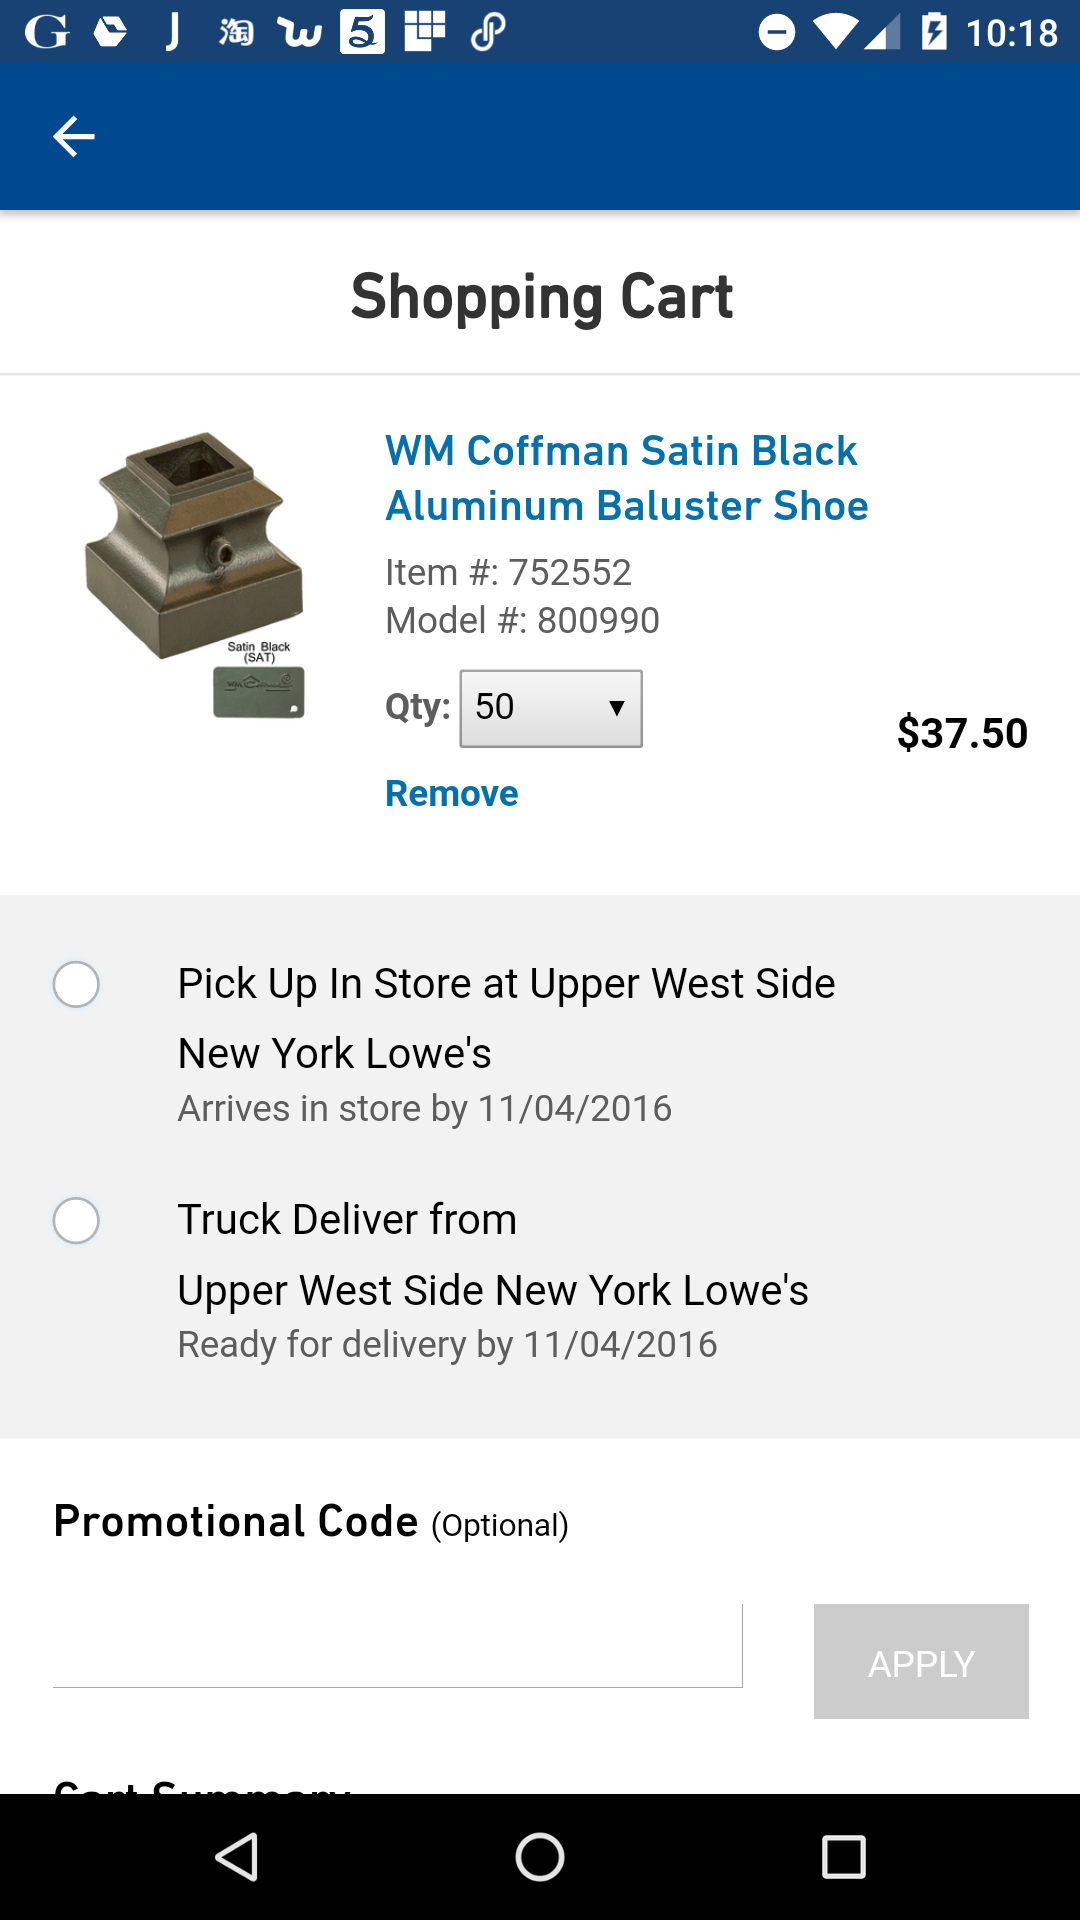 10:18
Shopping Cart
WM Coffman Satin Black
Aluminum Baluster Shoe
Item #: 752552
Model #: 800990
Satin Black
(SAT)
Qty: 50
$37.50
Remove
Pick Up In Store at Upper West Side
New York Lowe's
Arrives in store by 11/04/2016
Truck Deliver from
Upper West Side New York Lowe's
Ready for delivery by 11/04/2016
Promotional Code (Optional)
APPLY
Cart Summary